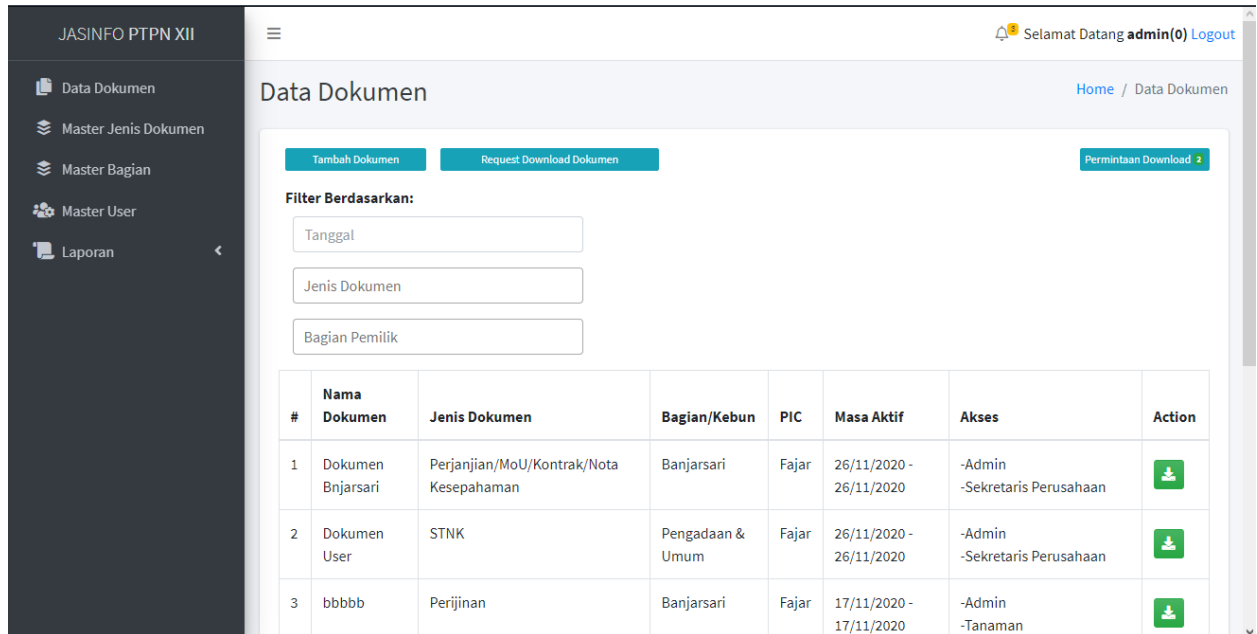 JASINFO PTPN XII
3 Selamat Datang admin(0) Logout
Data Dokumen
Master Jenis Dokumen
Master Bagian
Master User
Laporan
Data Dokumen
Home / Data Dokumen
Tambah Dokumen Request Download Dokumen Permintaan Download 2
Filter Berdasarkan:
Tanggal
Jenis Dokumen
Bagian Pemilik
# Nama Dokumen Jenis Dokumen Bagian/Kebun PIC Masa Aktif Akses Action
1 Dokumen Bnjarsari Perjanjian/MoU/Kontrak/Nota Kesepahaman Banjarsari Fajar 26/11/2020 - 26/11/2020 -Admin -Sekretaris Perusahaan
2 Dokumen User STNK Pengadaan & Umum Fajar 26/11/2020 - 26/11/2020 -Admin -Sekretaris Perusahaan
3 bbbbb Perijinan Banjarsari Fajar 17/11/2020 - 17/11/2020 -Admin -Tanaman